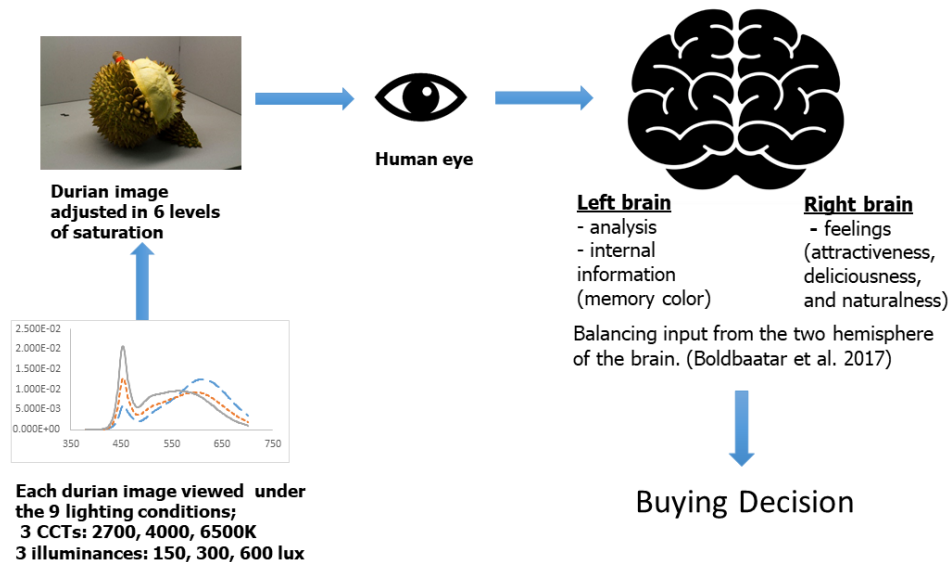 Durian image
adjusted in 6 levels
of saturation
Human eye
Left brain
- analysis
- internal
information
(memory color)
Right brain
- feelings
(attractiveness,
deliciousness,
and naturalness)
Balancing input from the two hemisphere
of the brain. (Boldbaatar et al. 2017)
Buying Decision
2.500E-02
2.000E-02
1.500E-02
1.000E-02
5.000E-03
0.000E+00
350 450 550 650 750
Each durian image viewed under
the 9 lighting conditions;
3 CCTs: 2700, 4000, 6500K
3 illuminances: 150, 300, 600 lux